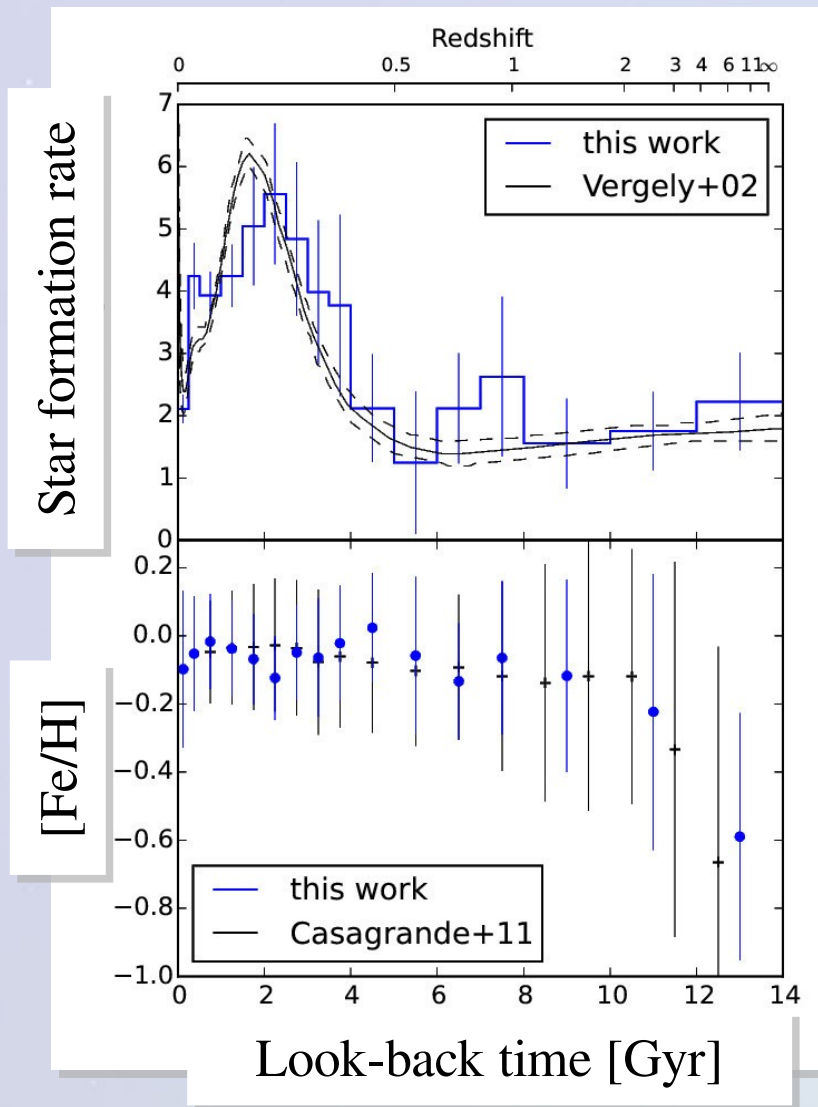 Redshift
0 0.5 1 2 3 4 6 11 ∞
Star formation rate
7
6
5
4
3
2
1
0
this work
Vergely+02
[Fe/H]
0.2
0.0
−0.2
−0.4
−0.6
−0.8
−1.0
this work
Casagrande+11
0 2 4 6 8 10 12 14
Look-back time [Gyr]